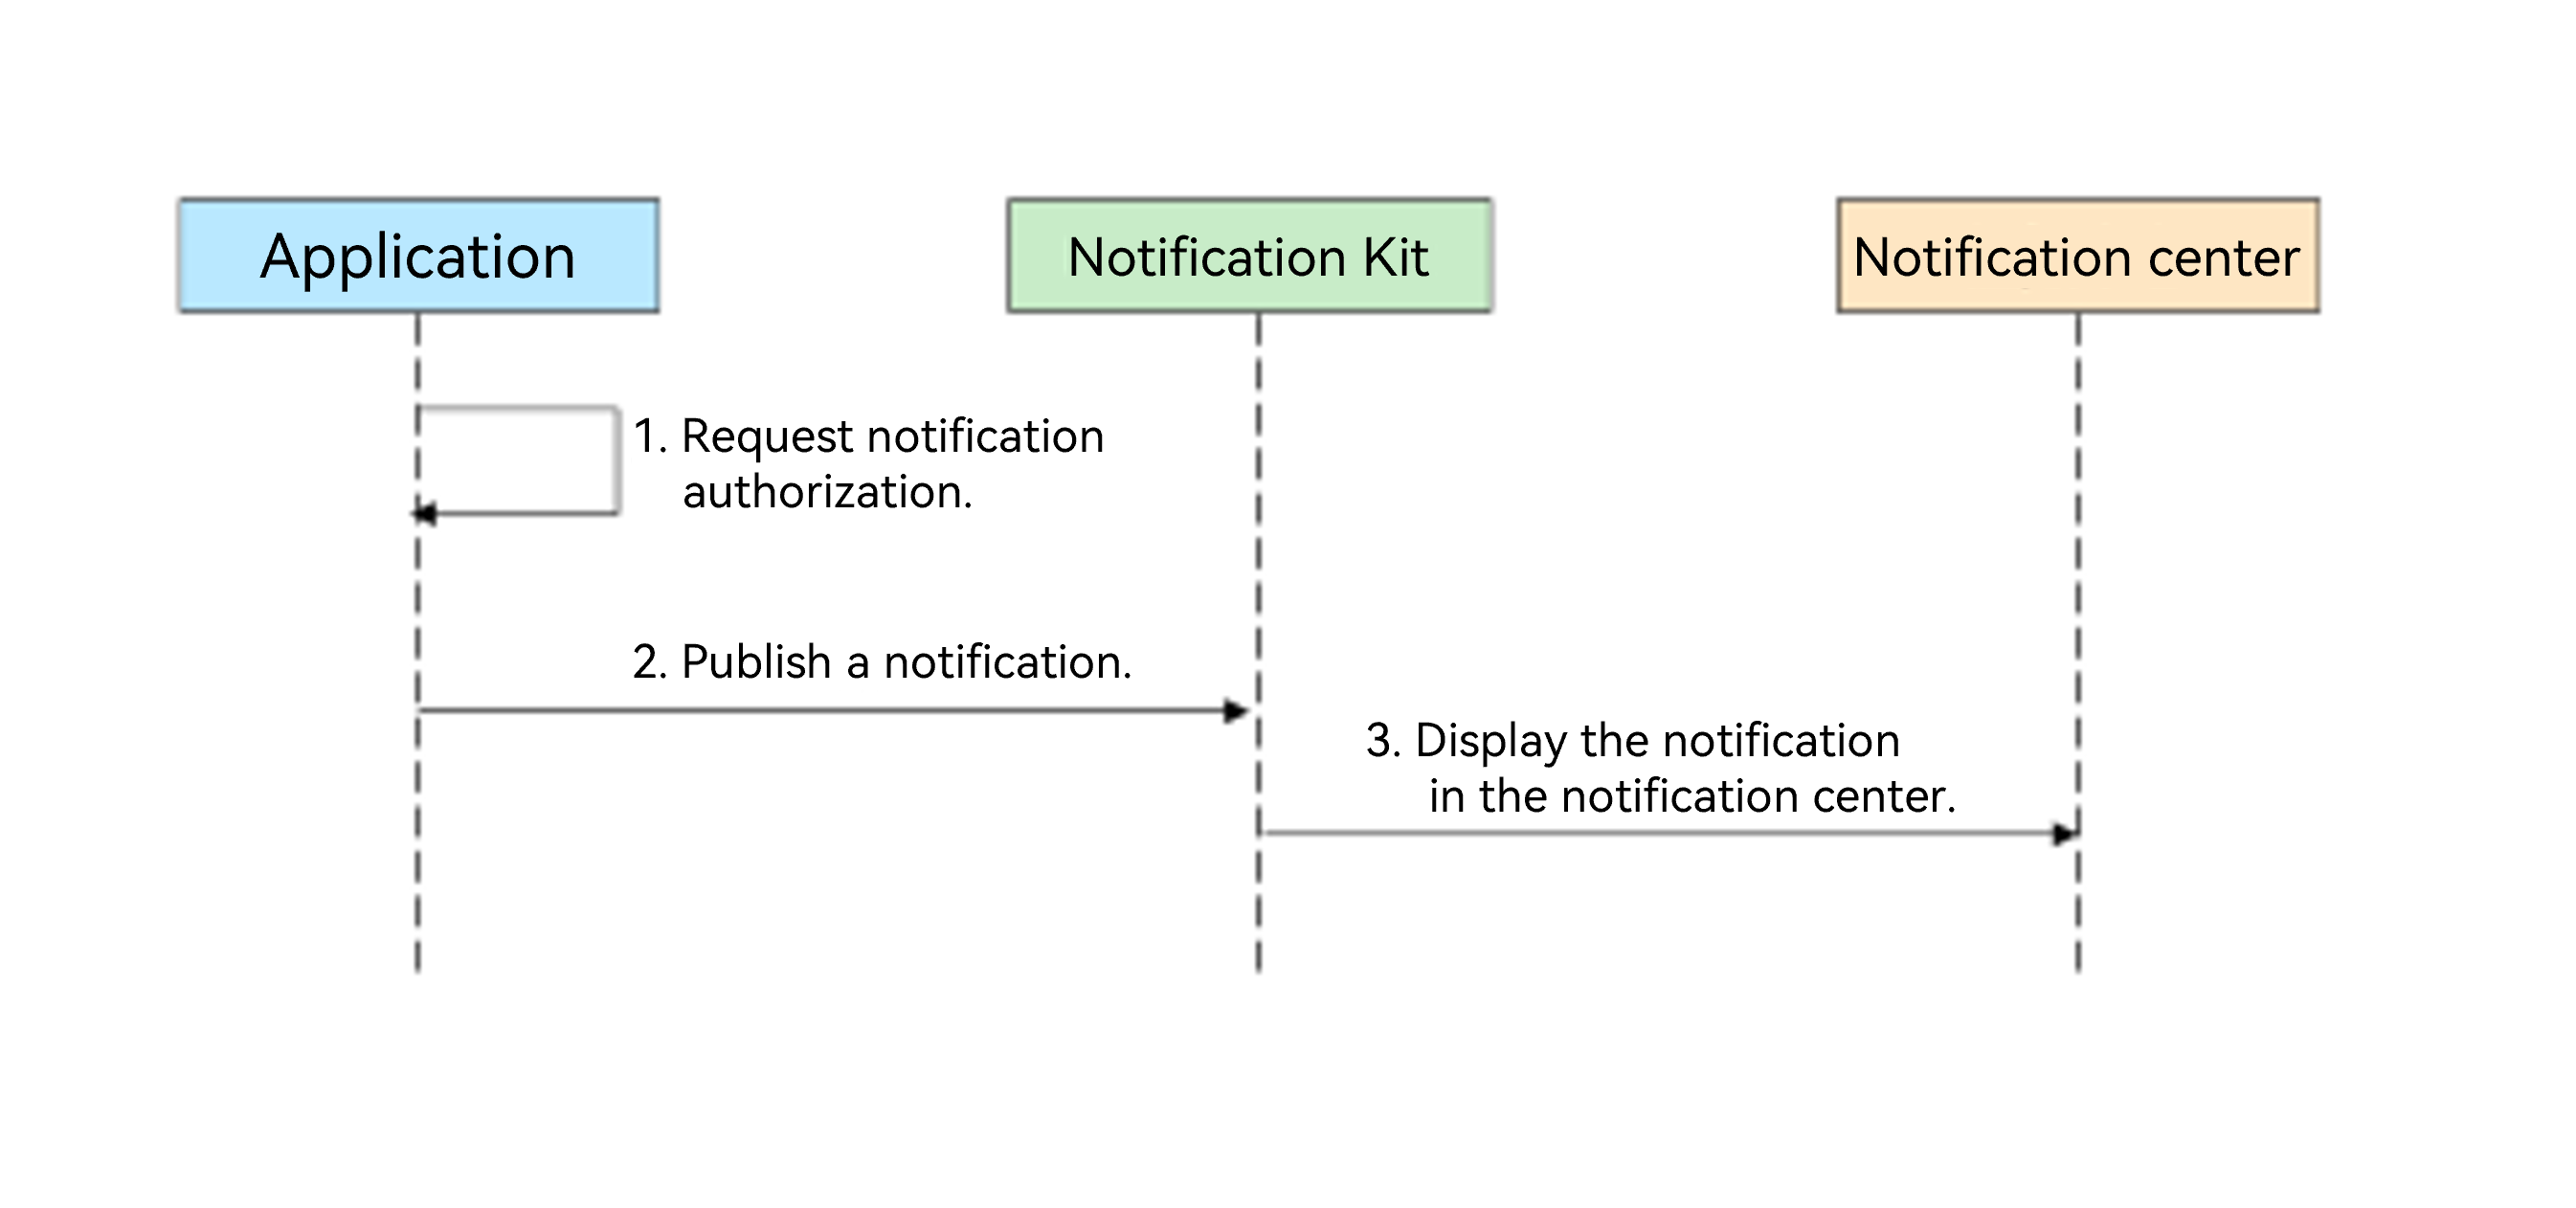 Application
Notification Kit
Notification center
1. Request notification
authorization.
2. Publish a notification.
3. Display the notification
in the notification center.